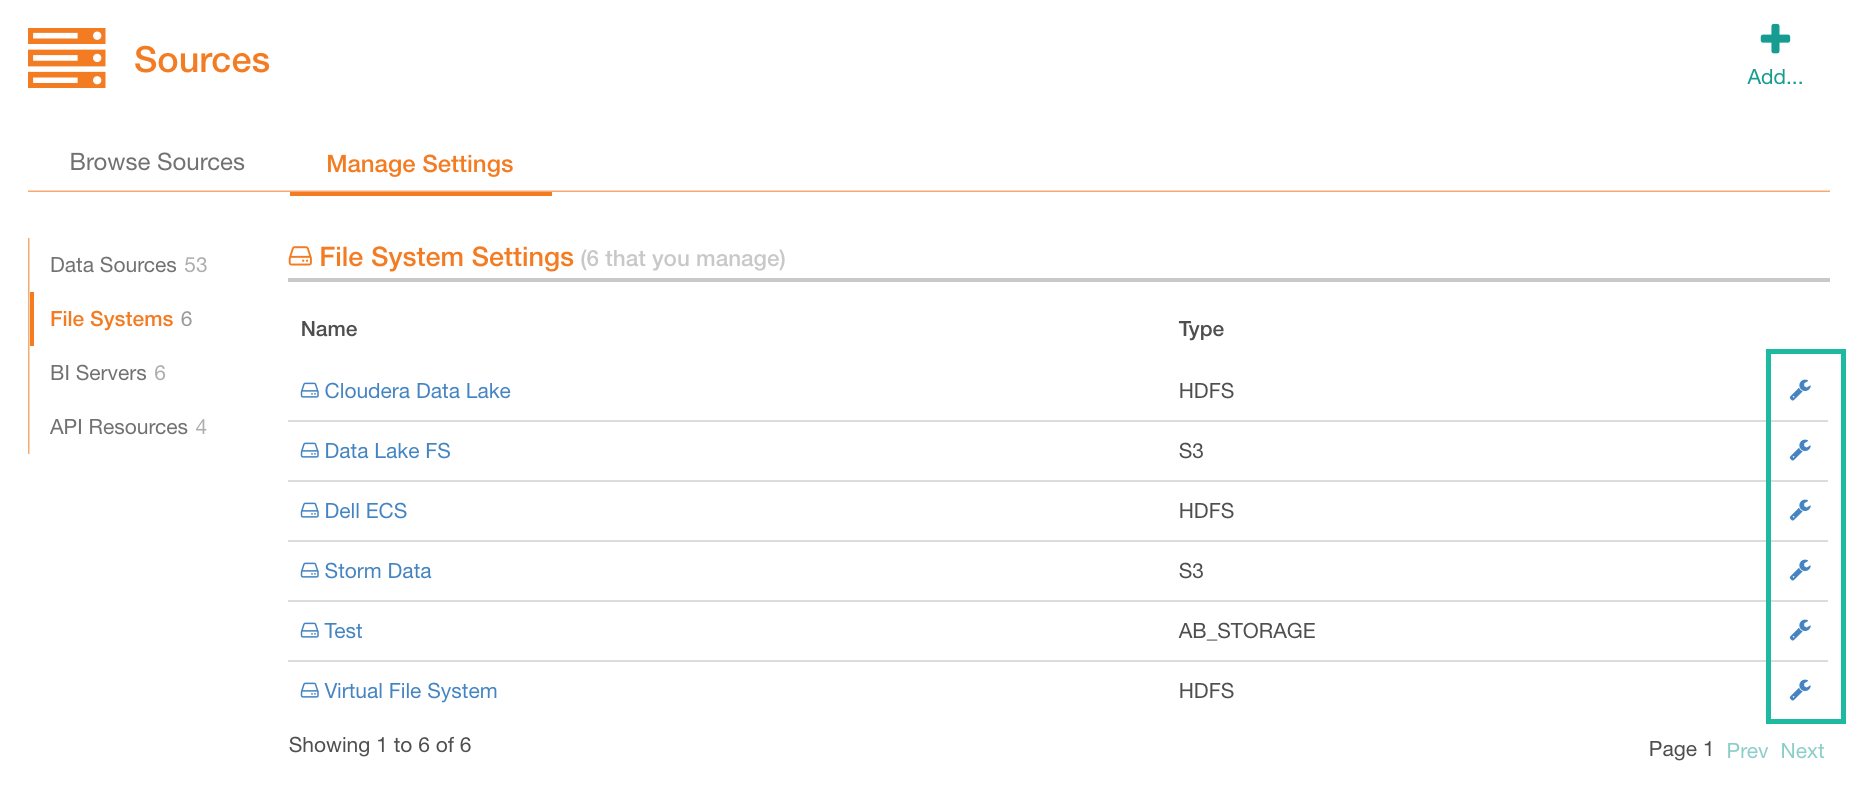 Sources
Add...
Browse Sources Manage Settings
Data Sources 53
File Systems 6
BI Servers 6
API Resources 4
File System Settings (6 that you manage)
Name Type
Cloudera Data Lake HDFS
Data Lake FS S3
Dell ECS HDFS
Storm Data S3
Test AB_STORAGE
Virtual File System HDFS
Showing 1 to 6 of 6
Page 1 Prev Next